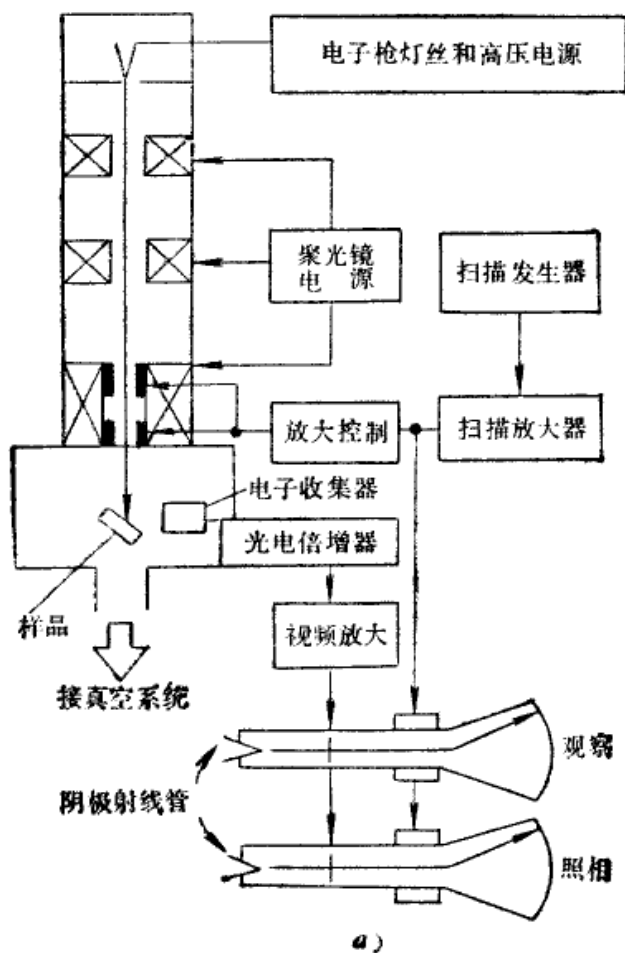 电子枪灯丝和高压电源
聚光镜
电 源
扫描发生器
放大控制
扫描放大器
电子收集器
光电倍增器
样品
视频放大
接真空系统
观察
阴极射线管
照相
a)